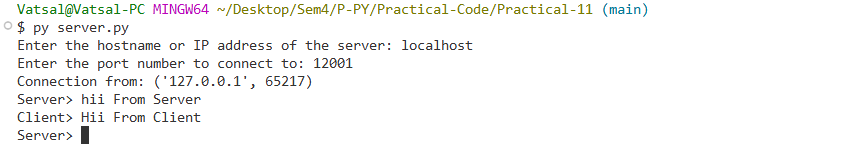 Vatsal@Vatsal-PC MINGW64 ~/Desktop/Sem4/P-PY/Practical-Code/Practical-11 (main)
$ py server.py
Enter the hostname or IP address of the server: localhost
Enter the port number to connect to: 12001
Connection from: ('127.0.0.1', 65217)
Server> hii From Server
Client> Hii From Client
Server>